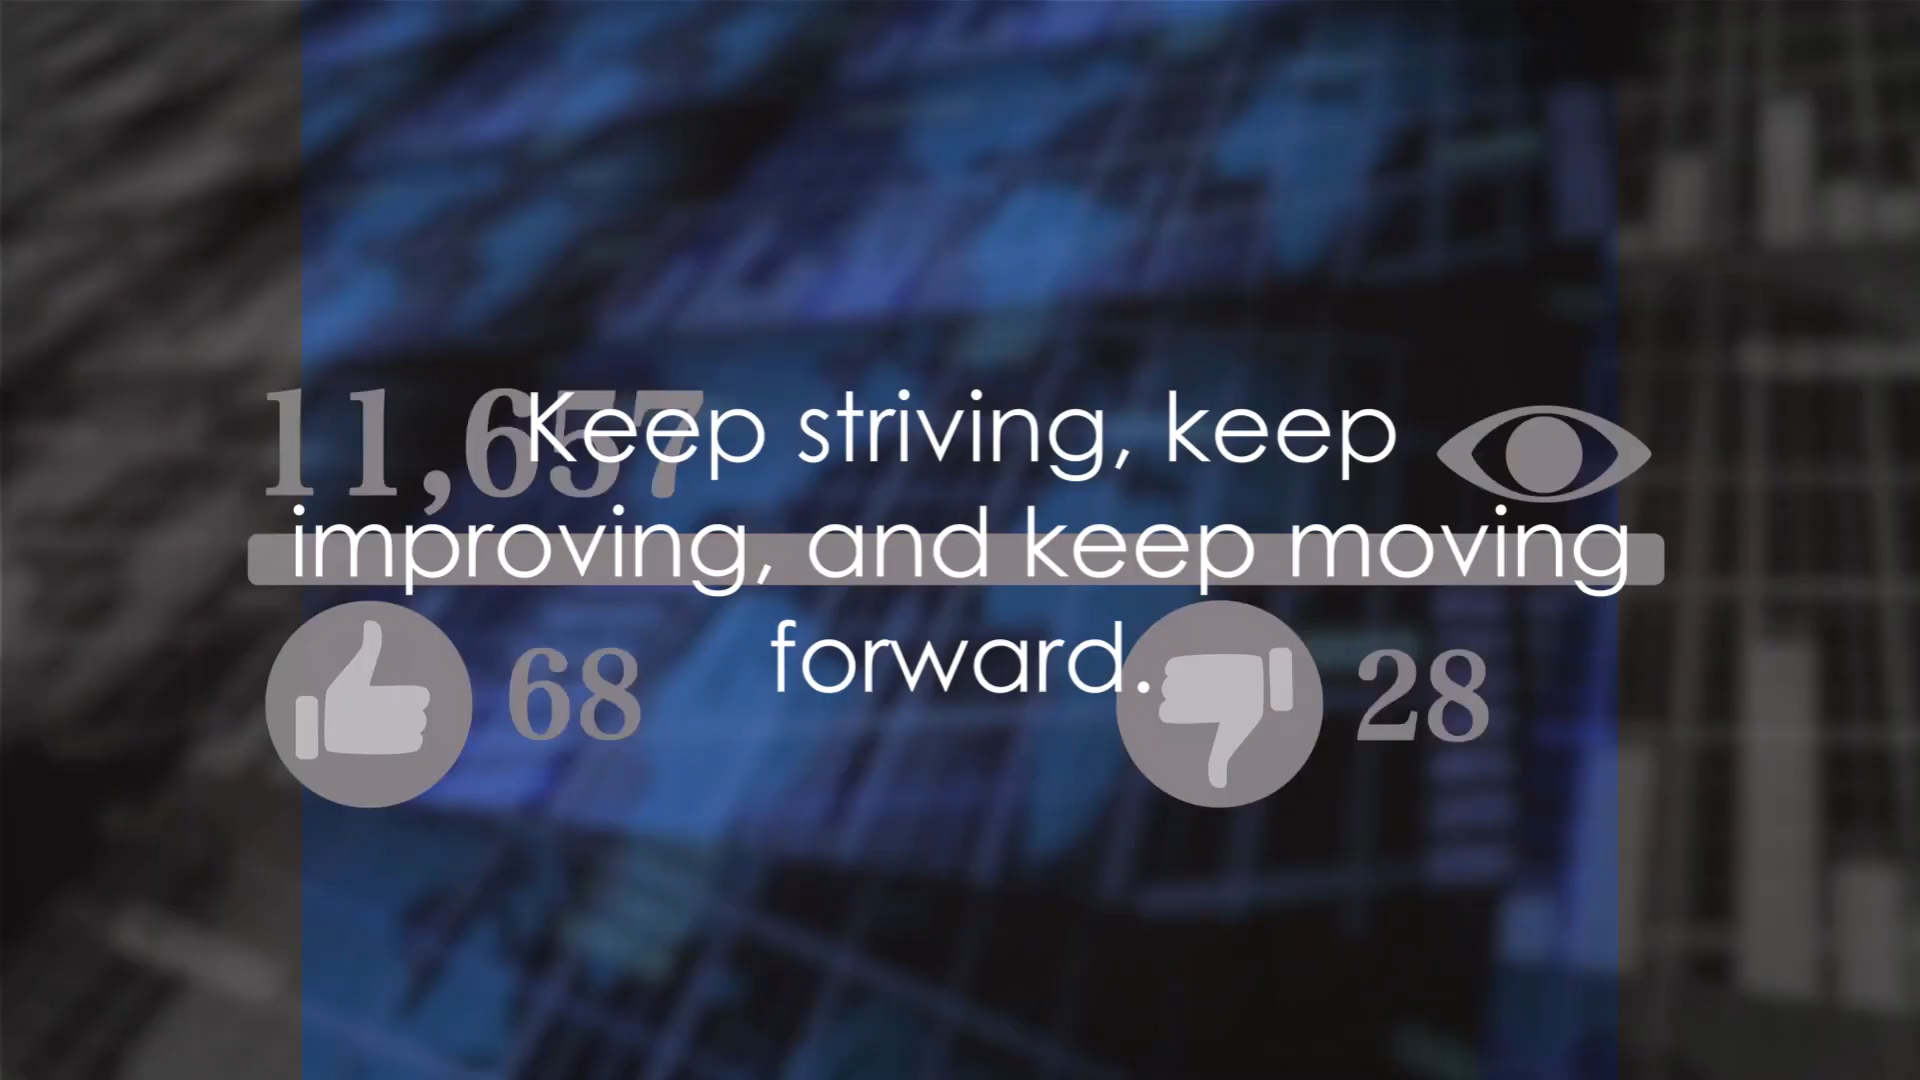 11,657
Keep striving, keep
improving, and keep moving
forward.
68
28